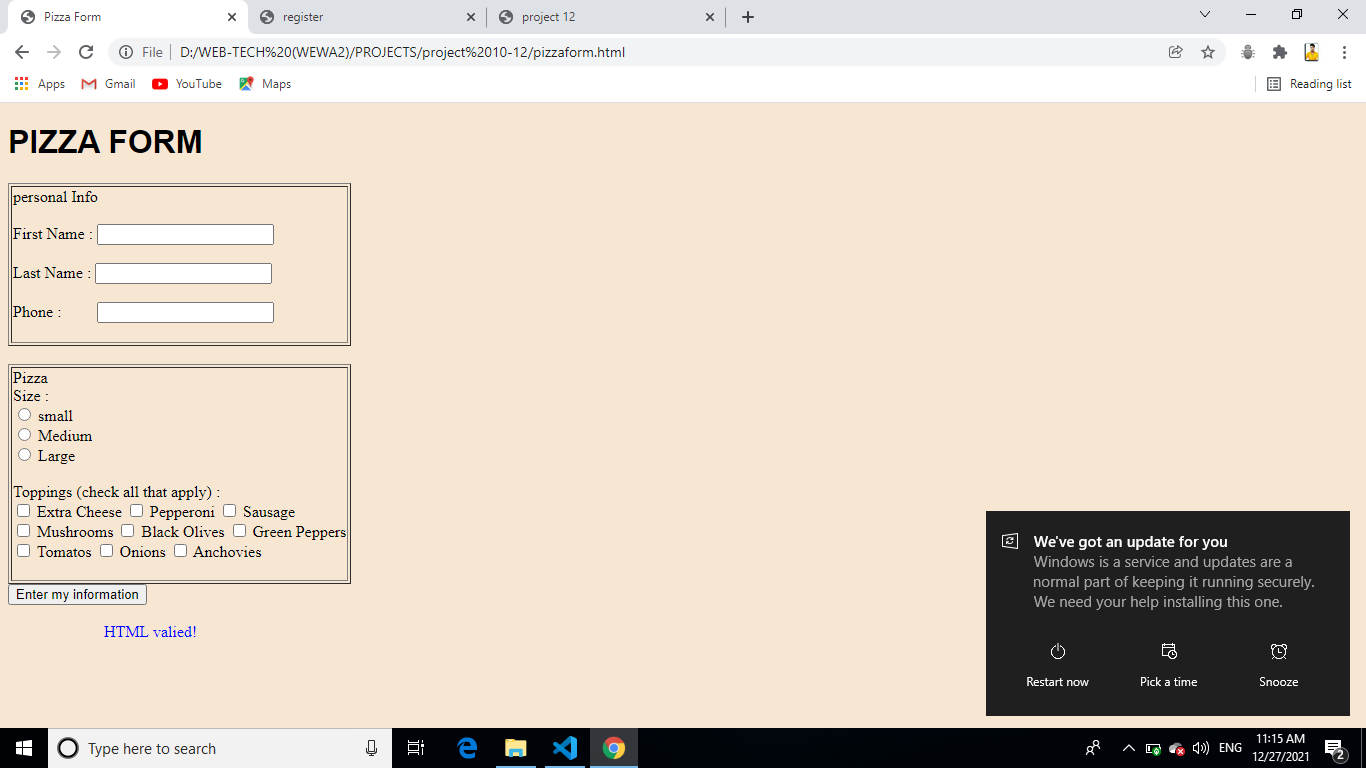 Pizza Form
register
project 12
File
D:/WEB-TECH%20(WEWA2)/PROJECTS/project%2010-12/pizzaform.html
Apps
Gmail
YouTube
Maps
Reading list
PIZZA FORM
personal Info
First Name :
Last Name :
Phone :
Pizza
Size :
small
Medium
Large
Toppings (check all that apply) :
Extra Cheese Pepperoni Sausage
Mushrooms Black Olives Green Peppers
Tomatos Onions Anchovies
Enter my information
HTML valied!
We've got an update for you
Windows is a service and updates are a
normal part of keeping it running securely.
We need your help installing this one.
Restart now
Pick a time
Snooze
Type here to search
ENG
11:15 AM
12/27/2021
2